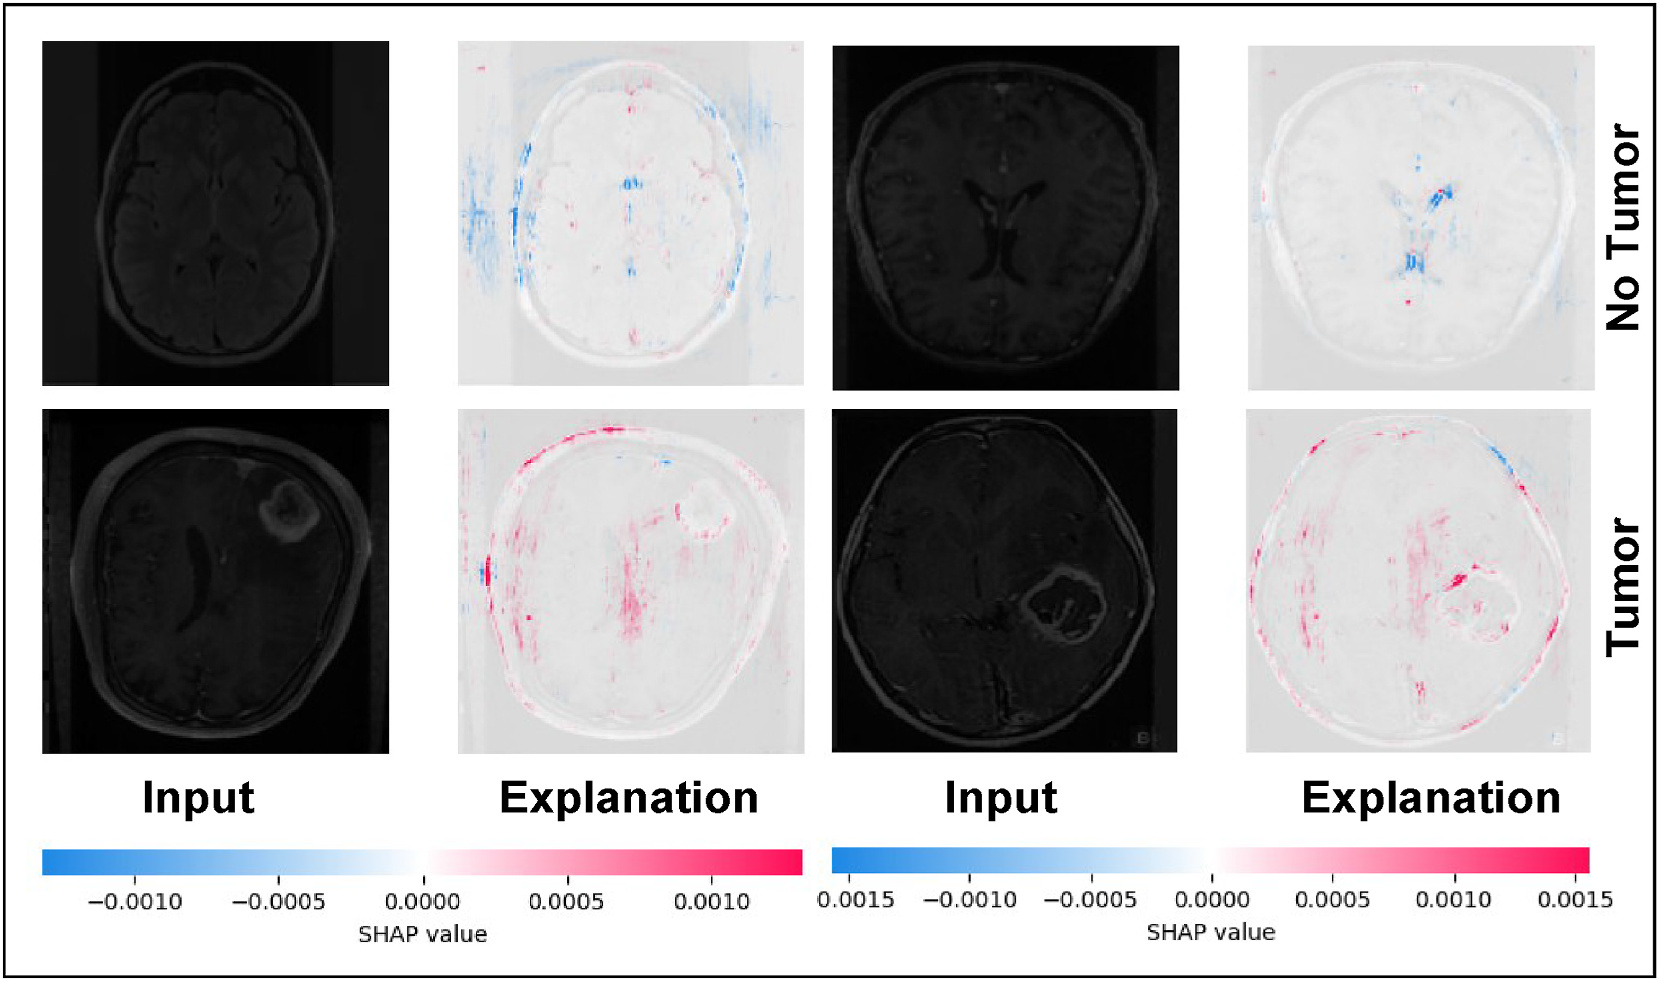 No Tumor
Tumor
Input Explanation Input Explanation
−0.0010 −0.0005 0.0000 0.0005 0.0010
SHAP value
0.0015 −0.0010 −0.0005 0.0000 0.0005 0.0010 0.0015
SHAP value